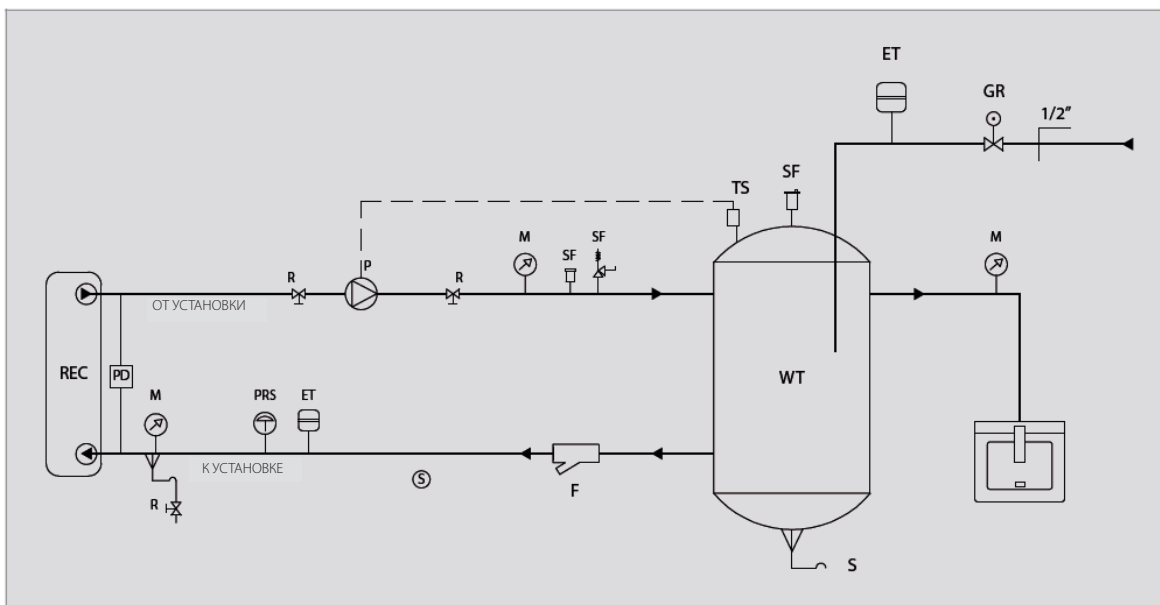 ET
GR
1/2"
SF
TS
M
SF
SF
M
R
P
R
ОТ УСТАНОВКИ
REC
PD
WT
M
PRS
ET
К УСТАНОВКЕ
S
F
R
S